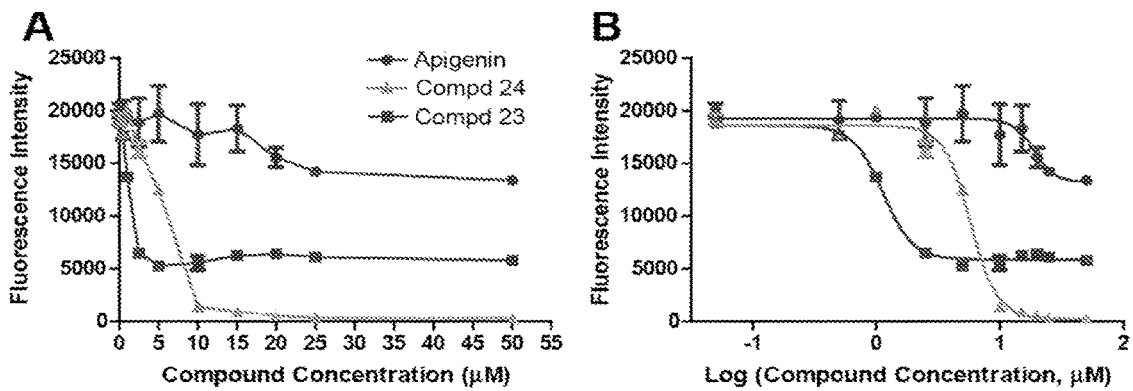 A
25000
20000
15000
10000
5000
0
Fluorescence Intensity
0 5 10 15 20 25 30 35 40 45 50 55
Compound Concentration (μM)
Apigenin
Compd 24
Compd 23
B
25000
20000
15000
10000
5000
0
Fluorescence Intensity
-1 0 1 2
Log (Compound Concentration, μM)